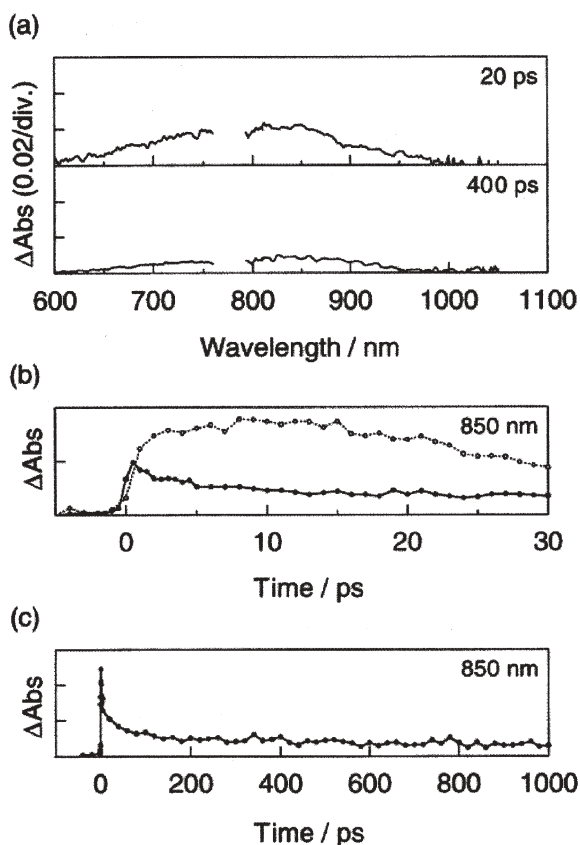 (a)
20 ps
400 ps
ΔAbs (0.02/div.)
600 700 800 900 1000 1100
Wavelength / nm
(b)
850 nm
ΔAbs
0 10 20 30
Time / ps
(c)
850 nm
ΔAbs
0 200 400 600 800 1000
Time / ps